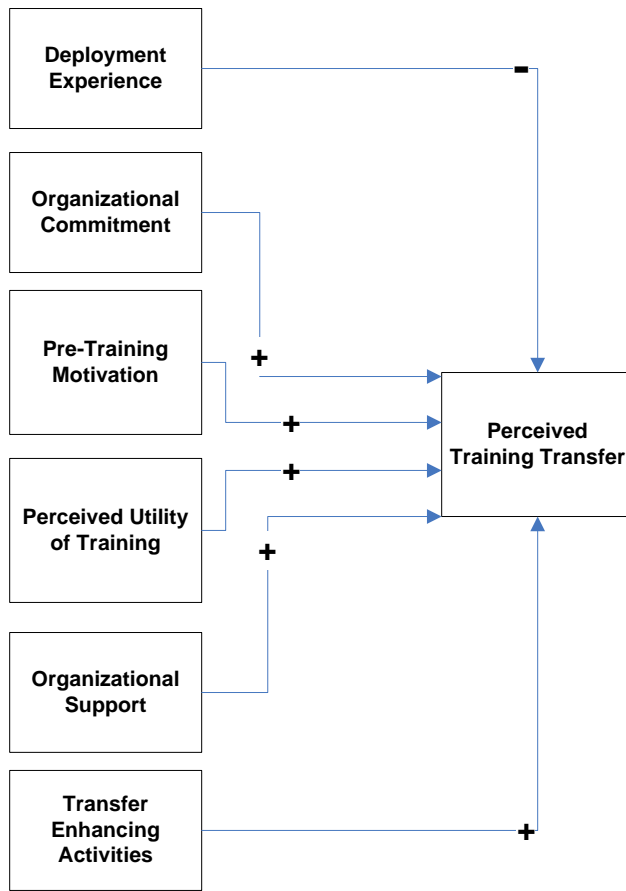 Deployment
Experience
-
Organizational
Commitment
+
Pre-Training
Motivation
+
Perceived
Training Transfer
Perceived Utility
of Training
+
+
Organizational
Support
Transfer
Enhancing
Activities
+